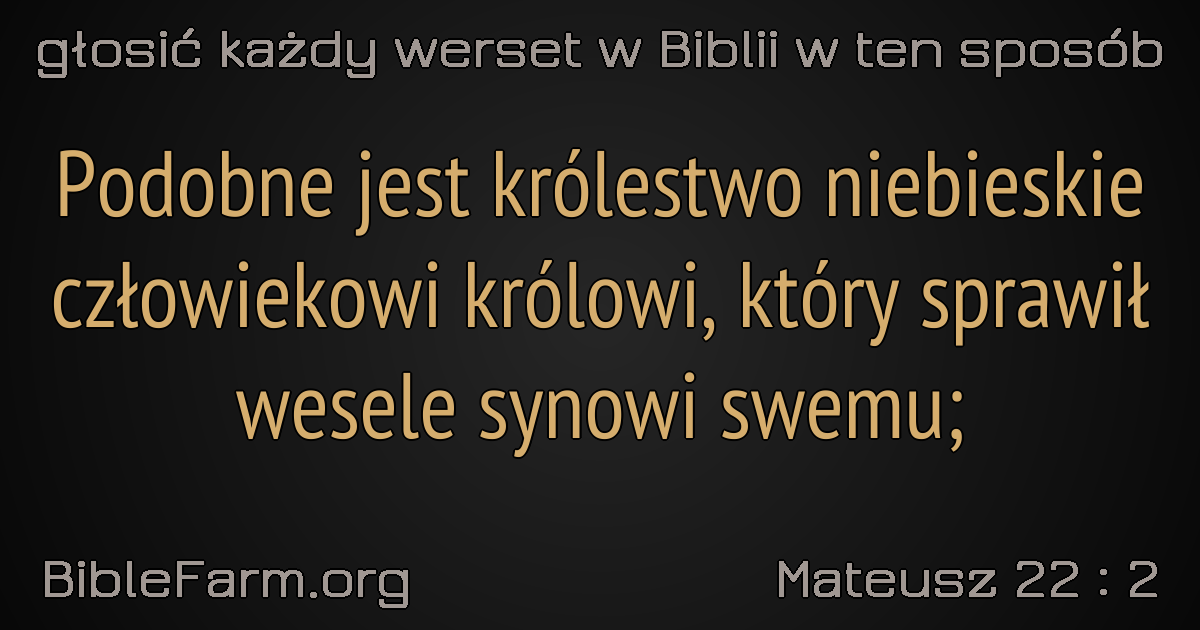 głosić każdy werset w Biblii w ten sposób
Podobne jest królestwo niebieskie
człowiekowi królowi, który sprawił
wesele synowi swemu;
BibleFarm.org
Mateusz 22 : 2